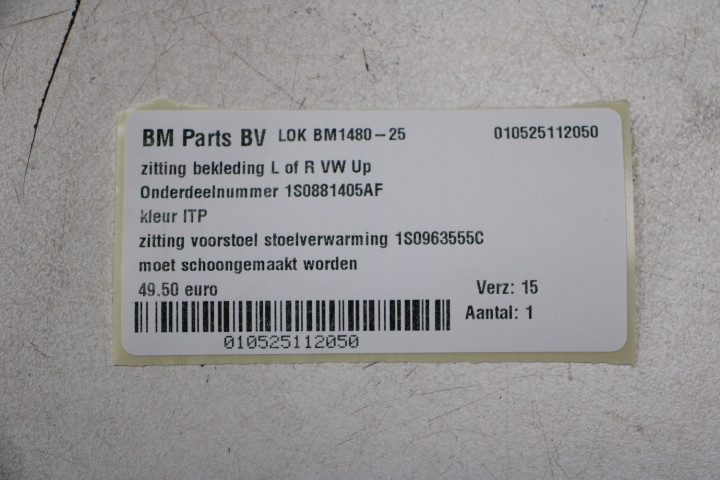 BM Parts BV LOK BM1480-25 010525112050
zitting bekleding L of R VW Up
Onderdeelnummer 1S0881405AF
kleur ITP
zitting voorstoel stoelverwarming 1S0963555C
moet schoongemaakt worden
49.50 euro Verz: 15
Aantal: 1
010525112050